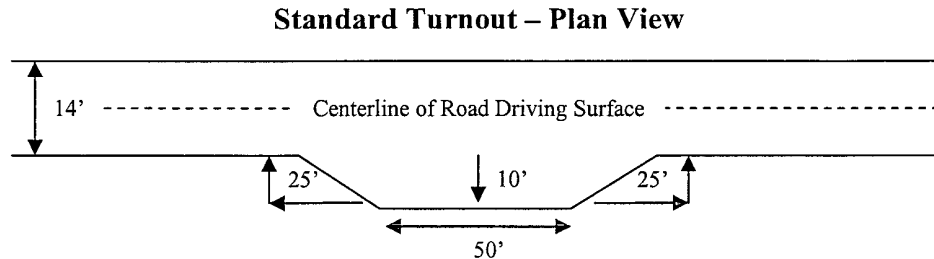 Standard Turnout – Plan View
14’
Centerline of Road Driving Surface
25’
10’
25’
50’